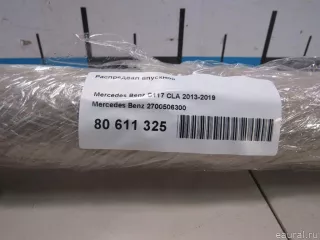 Распредвал впускной
Mercedes Benz C117 CLA 2013-2019
Mercedes Benz 2700506300
80 611 325
eaural.ru